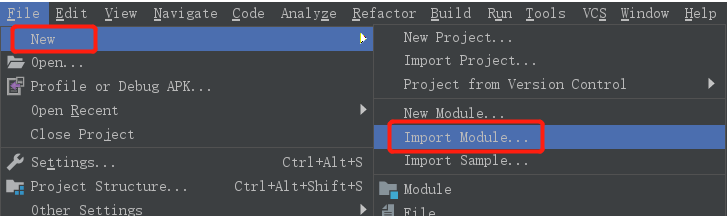 File Edit View Navigate Code Analyze Refactor Build Run Tools VCS Window Help
New
Open...
Profile or Debug APK...
Open Recent
Close Project
Settings... Ctrl+Alt+S
Project Structure... Ctrl+Alt+Shift+S
Other Settings
New Project...
Import Project...
Project from Version Control
New Module...
Import Module...
Import Sample...
Module
File